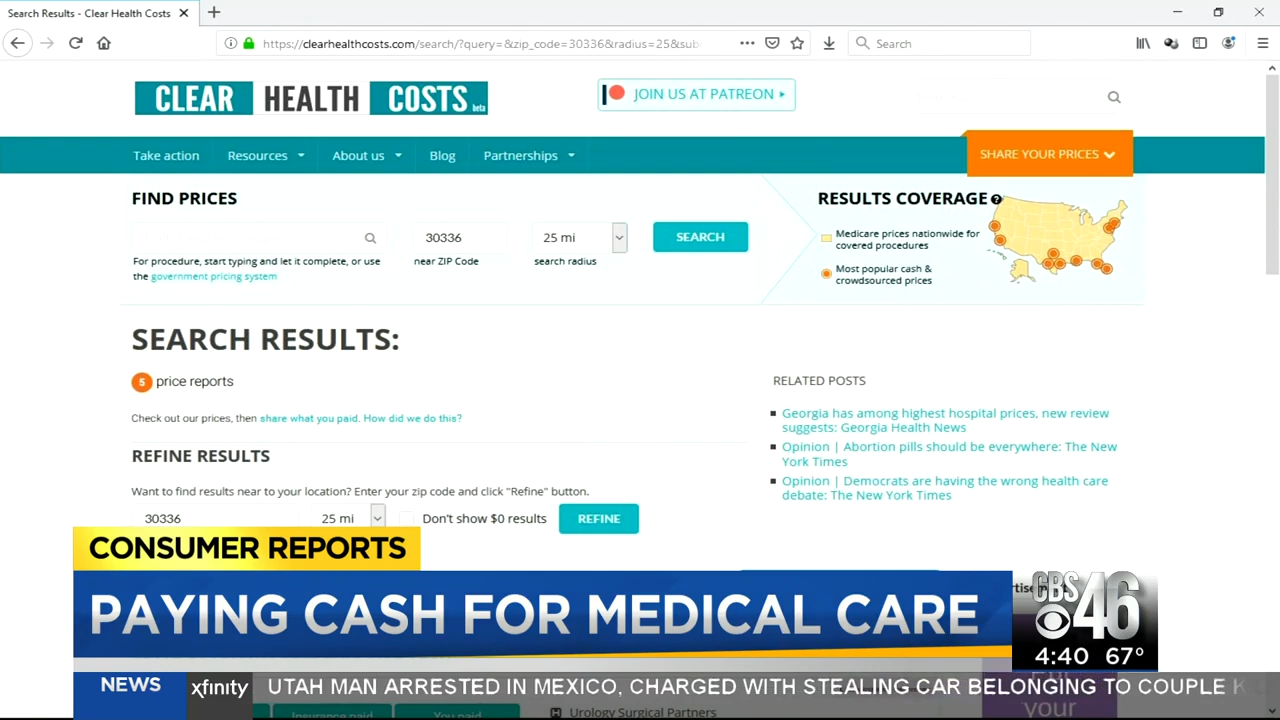 Search Results - Clear Health Costs
https://clearhealthcosts.com/search/?query=&zip_code=30336&radius=25&sub
Search
CLEAR HEALTH COSTS beta
JOIN US AT PATREON
Take action Resources About us Blog Partnerships
SHARE YOUR PRICES
FIND PRICES
30336 25 mi SEARCH
For procedure, start typing and let it complete, or use
the government pricing system
near ZIP Code search radius
RESULTS COVERAGE
Medicare prices nationwide for
covered procedures
Most popular cash &
crowdsourced prices
SEARCH RESULTS:
5 price reports
Check out our prices, then share what you paid. How did we do this?
REFINE RESULTS
Want to find results near to your location? Enter your zip code and click "Refine" button.
30336 25 mi Don't show $0 results REFINE
RELATED POSTS
Georgia has among highest hospital prices, new review
suggests: Georgia Health News
Opinion | Abortion pills should be everywhere: The New
York Times
Opinion | Democrats are having the wrong health care
debate: The New York Times
CONSUMER REPORTS
PAYING CASH FOR MEDICAL CARE
CBS 46
4:40 67°
NEWS xfinity UTAH MAN ARRESTED IN MEXICO, CHARGED WITH STEALING CAR BELONGING TO COUPLE K
Insurance paid You paid Urology Surgical Partners your